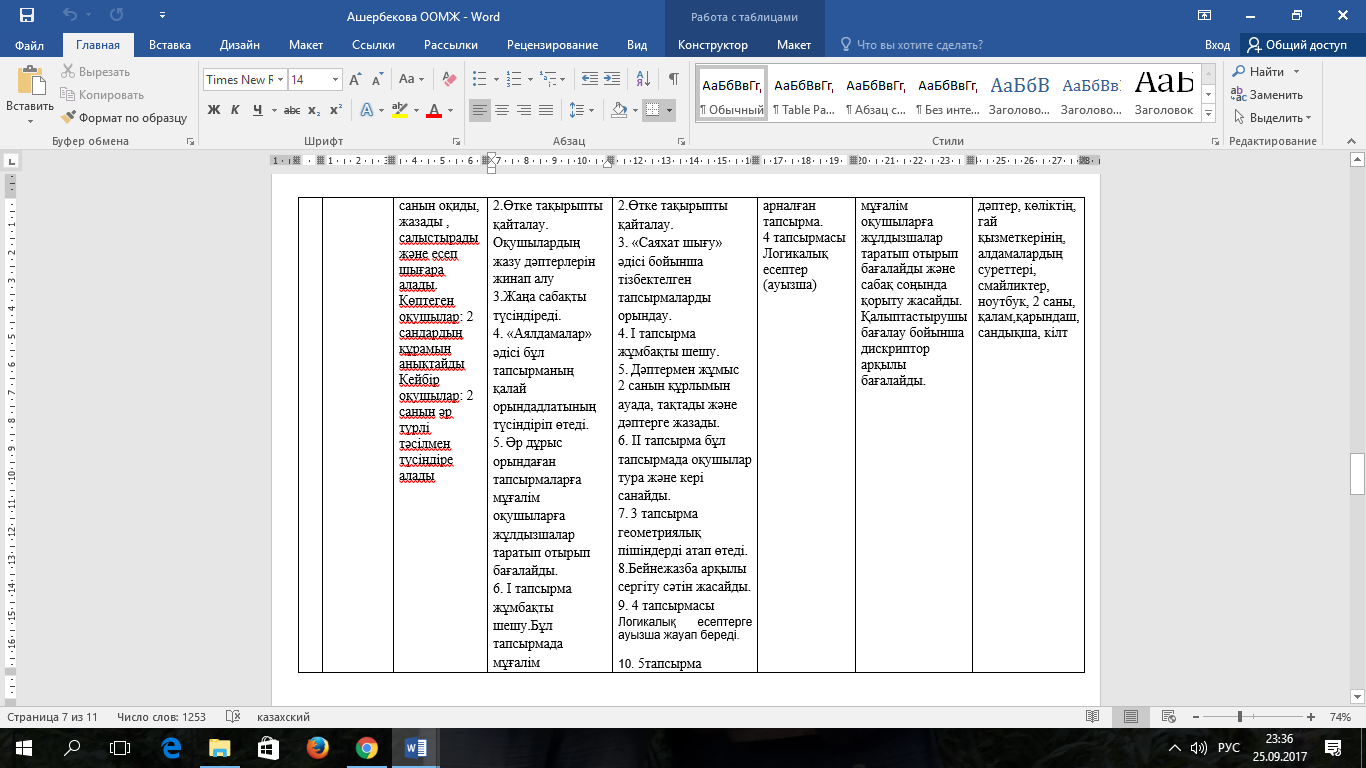 Ашербекова ООМЖ - Word
Работа с таблицами
Файл
Главная
Вставка
Дизайн
Макет
Ссылки
Рассылки
Рецензирование
Вид
Конструктор
Макет
Что вы хотите сделать?
Вход
Общий доступ
Вставить
Вырезать
Копировать
Формат по образцу
Буфер обмена
Times New R
14
Aa
Ж К Ч abc x₂ x²
Шрифт
Абзац
АаБбВвГг,
¶ Обычный
АаБбВвГг,
¶ Table Pa...
АаБбВвГг,
¶ Абзац с...
АаБбВвГг,
¶ Без инте...
АаБбВ
Заголово...
АаБбВв
Заголово...
АаБ
Заголовок
Стили
Найти
Заменить
Выделить
Редактирование
санын оқиды,
жазады ,
салыстырады
және есеп
шығара
алады.
Көптеген
оқушылар: 2
сандардың
құрамын
анықтайды
Кейбір
оқушылар: 2
санын әр
түрлі
тәсілмен
түсіндіре
алады
2.Өтке тақырыпты
қайталау.
Оқушылардың
жазу дәптерлерін
жинап алу
3.Жаңа сабақты
түсіндіреді.
4. «Аялдамалар»
әдісі бұл
тапсырманың
қалай
орындадлатының
түсіндіріп өтеді.
5. Әр дұрыс
орындаған
тапсырмаларға
мұғалім
оқушыларға
жұлдызшалар
таратып отырып
бағалайды.
6. І тапсырма
жұмбақты
шешу.Бұл
тапсырмада
мұғалім
2.Өтке тақырыпты
қайталау.
3. «Саяхат шығу»
әдісі бойынша
тізбектелген
тапсырмаларды
орындау.
4. І тапсырма
жұмбақты шешу.
5. Дәптермен жұмыс
2 санын құрлымын
ауада, тақтады және
дәптерге жазады.
6. ІІ тапсырма бұл
тапсырмада оқушылар
тура және кері
санайды.
7. 3 тапсырма
геометриялық
пішіндерді атап өтеді.
8.Бейнежазба арқылы
сергіту сәтін жасайды.
9. 4 тапсырмасы
Логикалық есептерге
ауызша жауап береді.
10. 5тапсырма
арналған
тапсырма.
4 тапсырмасы
Логикалық
есептер
(ауызша)
мұғалім
оқушыларға
жұлдызшалар
таратып отырып
бағалайды және
сабақ соңында
қорыту жасайды.
Қалыптастырушы
бағалау бойынша
дискриптор
арқылы
бағалайды.
дәптер, көліктің,
гай
қызметкерінің,
алдамалардың
суреттері,
смайликтер,
ноутбук, 2 саны,
қалам,қарындаш,
сандықша, кілт
Страница 7 из 11
Число слов: 1253
казахский
74%
РУС
23:36
25.09.2017